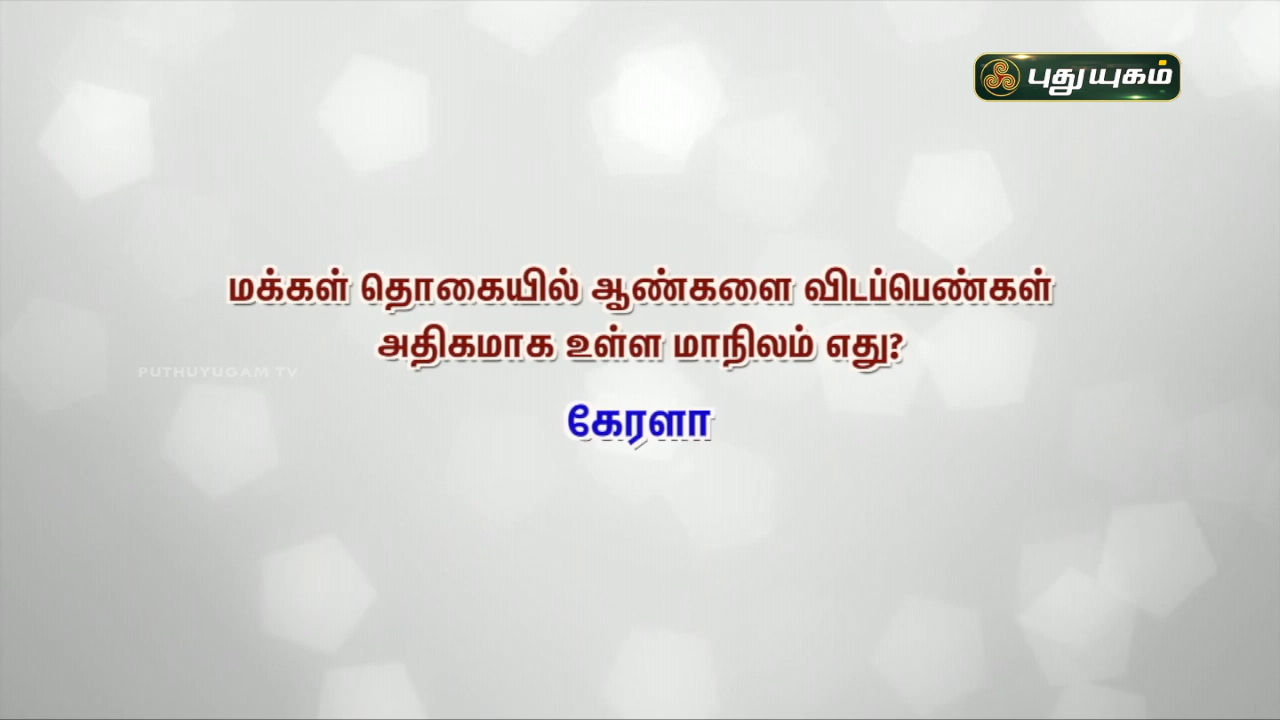 புதுயுகம்
மக்கள் தொகையில் ஆண்களை விடப்பெண்கள்
அதிகமாக உள்ள மாநிலம் எது?
PUTHUYUGAM TV
கேரளா